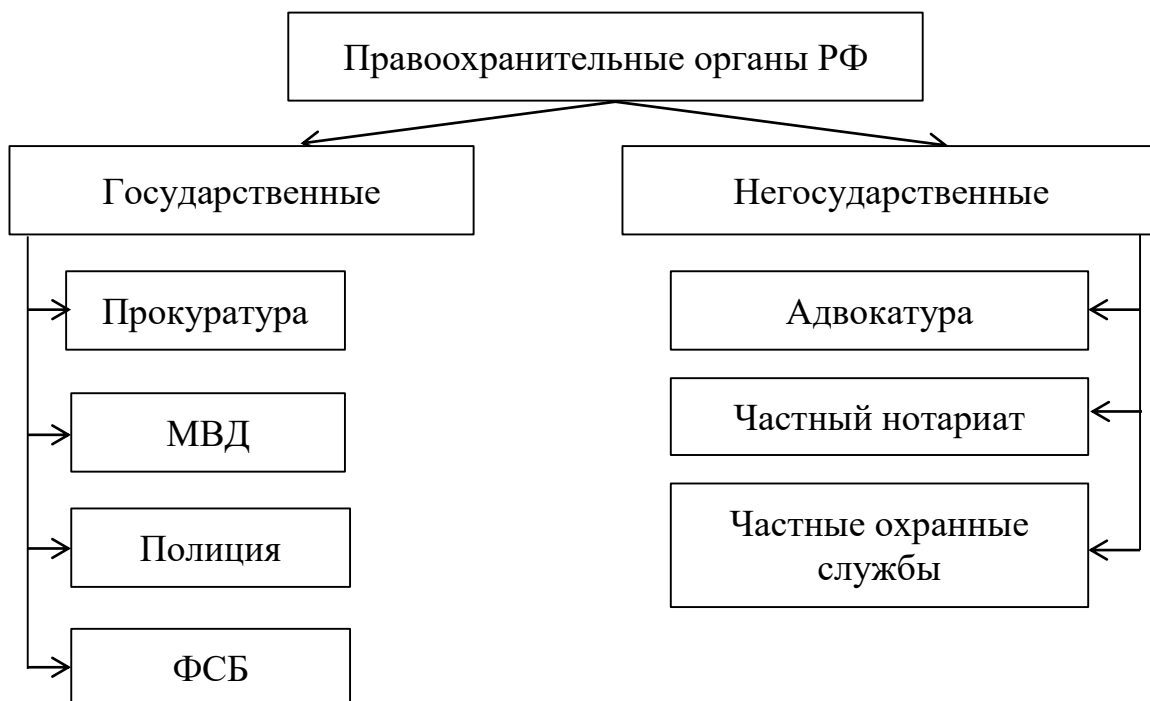 Правоохранительные органы РФ
Государственные
Негосударственные
Прокуратура
МВД
Полиция
ФСБ
Адвокатура
Частный нотариат
Частные охранные
службы